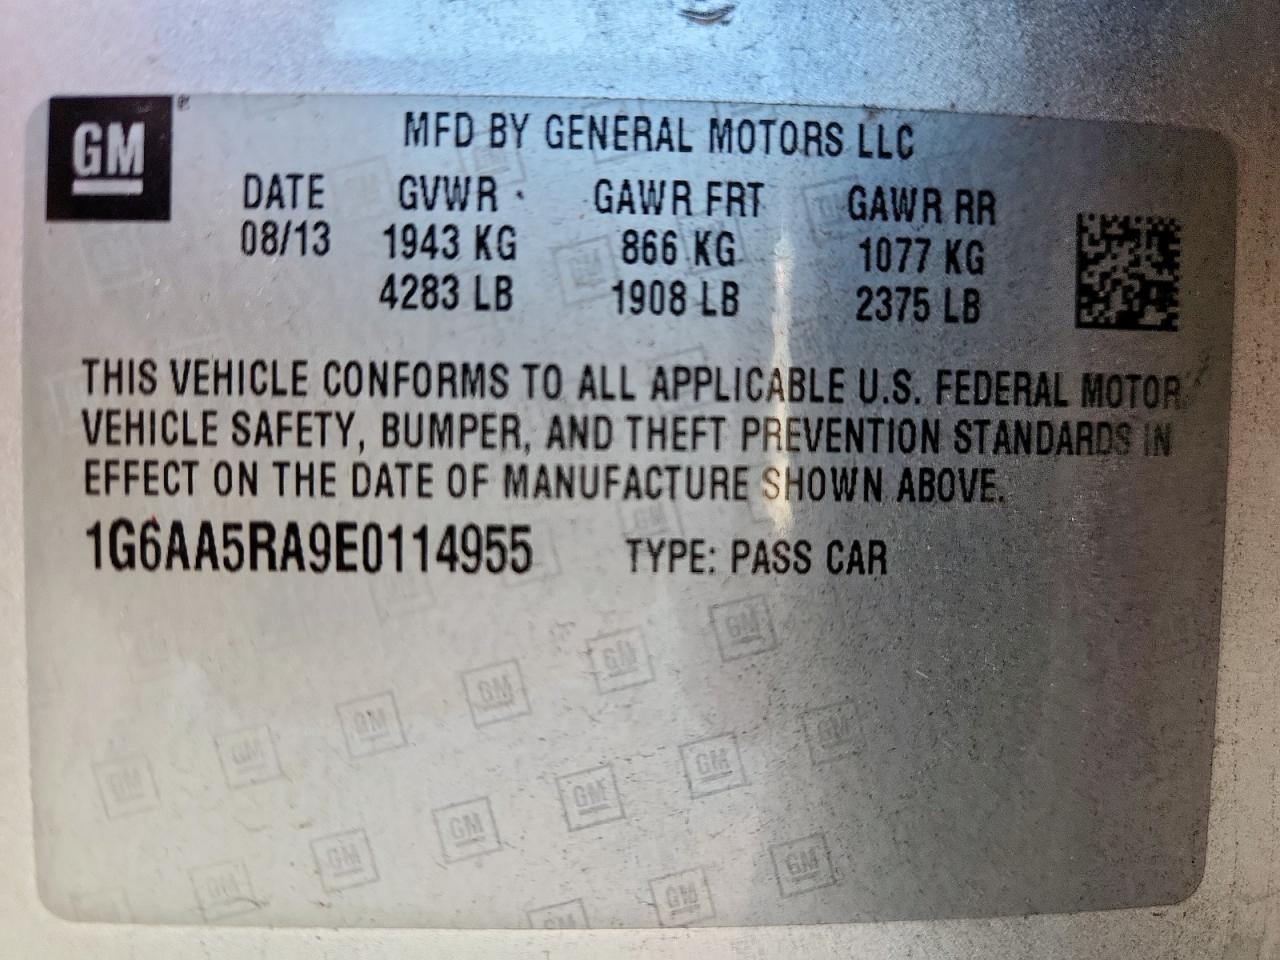 GM®
MFD BY GENERAL MOTORS LLC
DATE GVWR GAWR FRT GAWR RR
08/13 1943 KG 866 KG 1077 KG
4283 LB 1908 LB 2375 LB
THIS VEHICLE CONFORMS TO ALL APPLICABLE U.S. FEDERAL MOTOR
VEHICLE SAFETY, BUMPER, AND THEFT PREVENTION STANDARDS IN
EFFECT ON THE DATE OF MANUFACTURE SHOWN ABOVE.
1G6AA5RA9E0114955 TYPE: PASS CAR